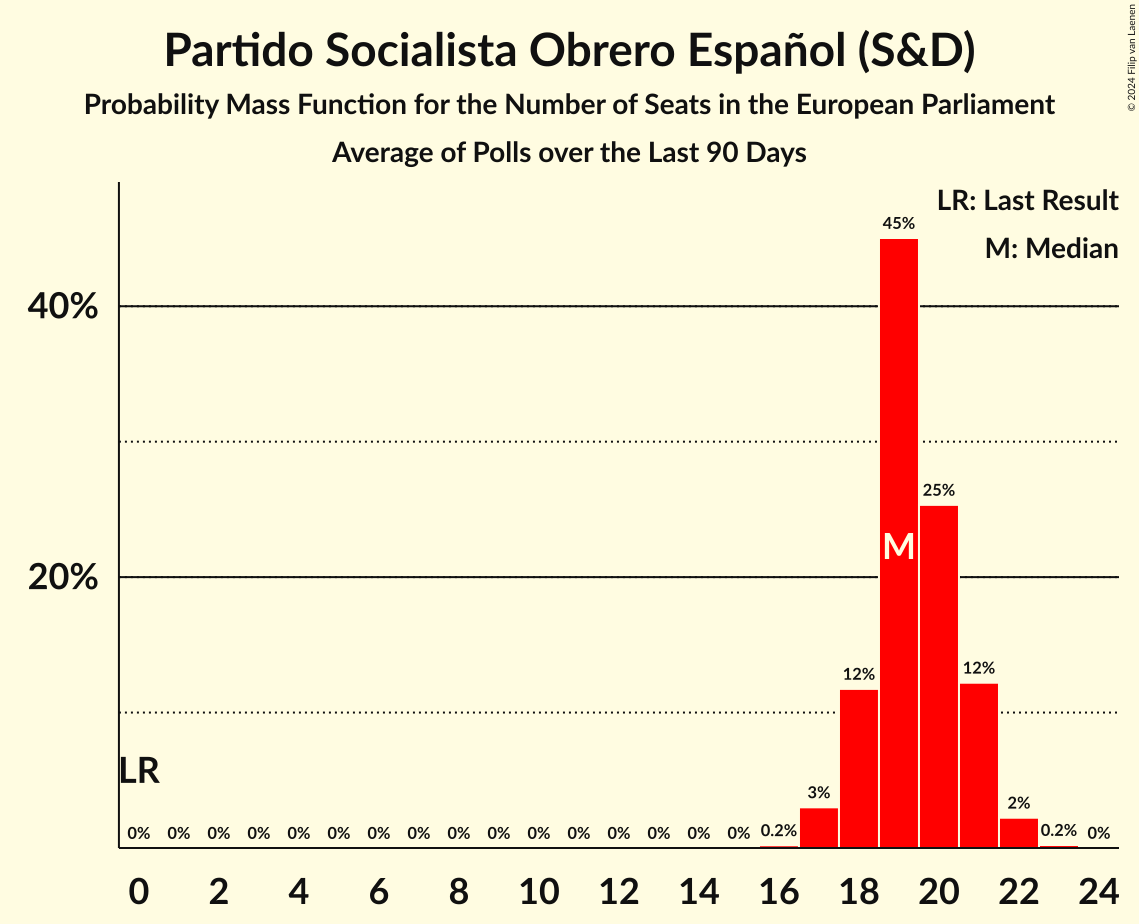 Partido Socialista Obrero Español (S&D)
Probability Mass Function for the Number of Seats in the European Parliament
Average of Polls over the Last 90 Days
© 2024 Filip van Laenen
LR: Last Result
M: Median
45%
40%
25%
M
20%
12%
12%
LR
3%
2%
0% 0% 0% 0% 0% 0% 0% 0% 0% 0% 0% 0% 0% 0% 0% 0% 0.2% 0.2% 0%
0 2 4 6 8 10 12 14 16 18 20 22 24